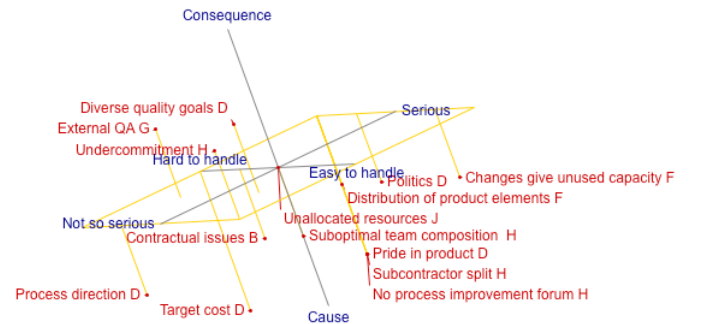 Consequence
Diverse quality goals D
Serious
External QA G
Undercommitment H
Hard to handle
Easy to handle
Politics D
Changes give unused capacity F
Distribution of product elements F
Unallocated resources J
Not so serious
Contractual issues B
Suboptimal team composition H
Pride in product D
Subcontractor split H
Process direction D
No process improvement forum H
Target cost D
Cause